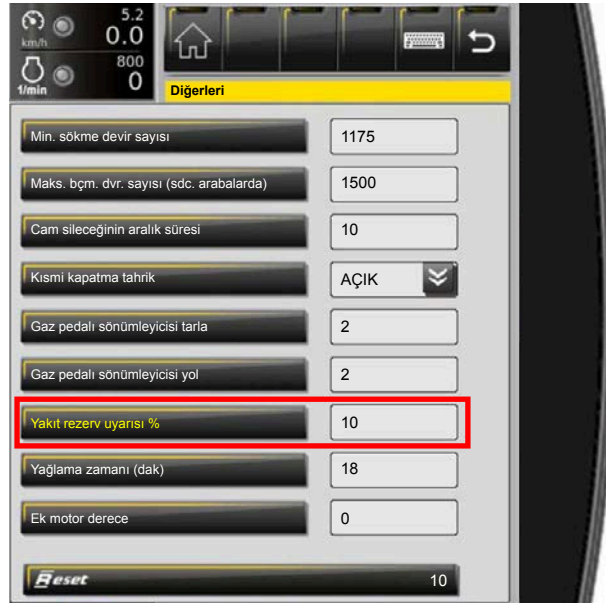 5.2
km/h 0.0
800
1/min 0
Diğerleri
Min. sökme devir sayısı 1175
Maks. bçm. dvr. sayısı (sdc. arabalarda) 1500
Cam sileceğinin aralık süresi 10
Kısmi kapatma tahrik AÇIK
Gaz pedalı sönümleyicisi tarla 2
Gaz pedalı sönümleyicisi yol 2
Yakıt rezerv uyarısı % 10
Yağlama zamanı (dak) 18
Ek motor derece 0
Reset 10